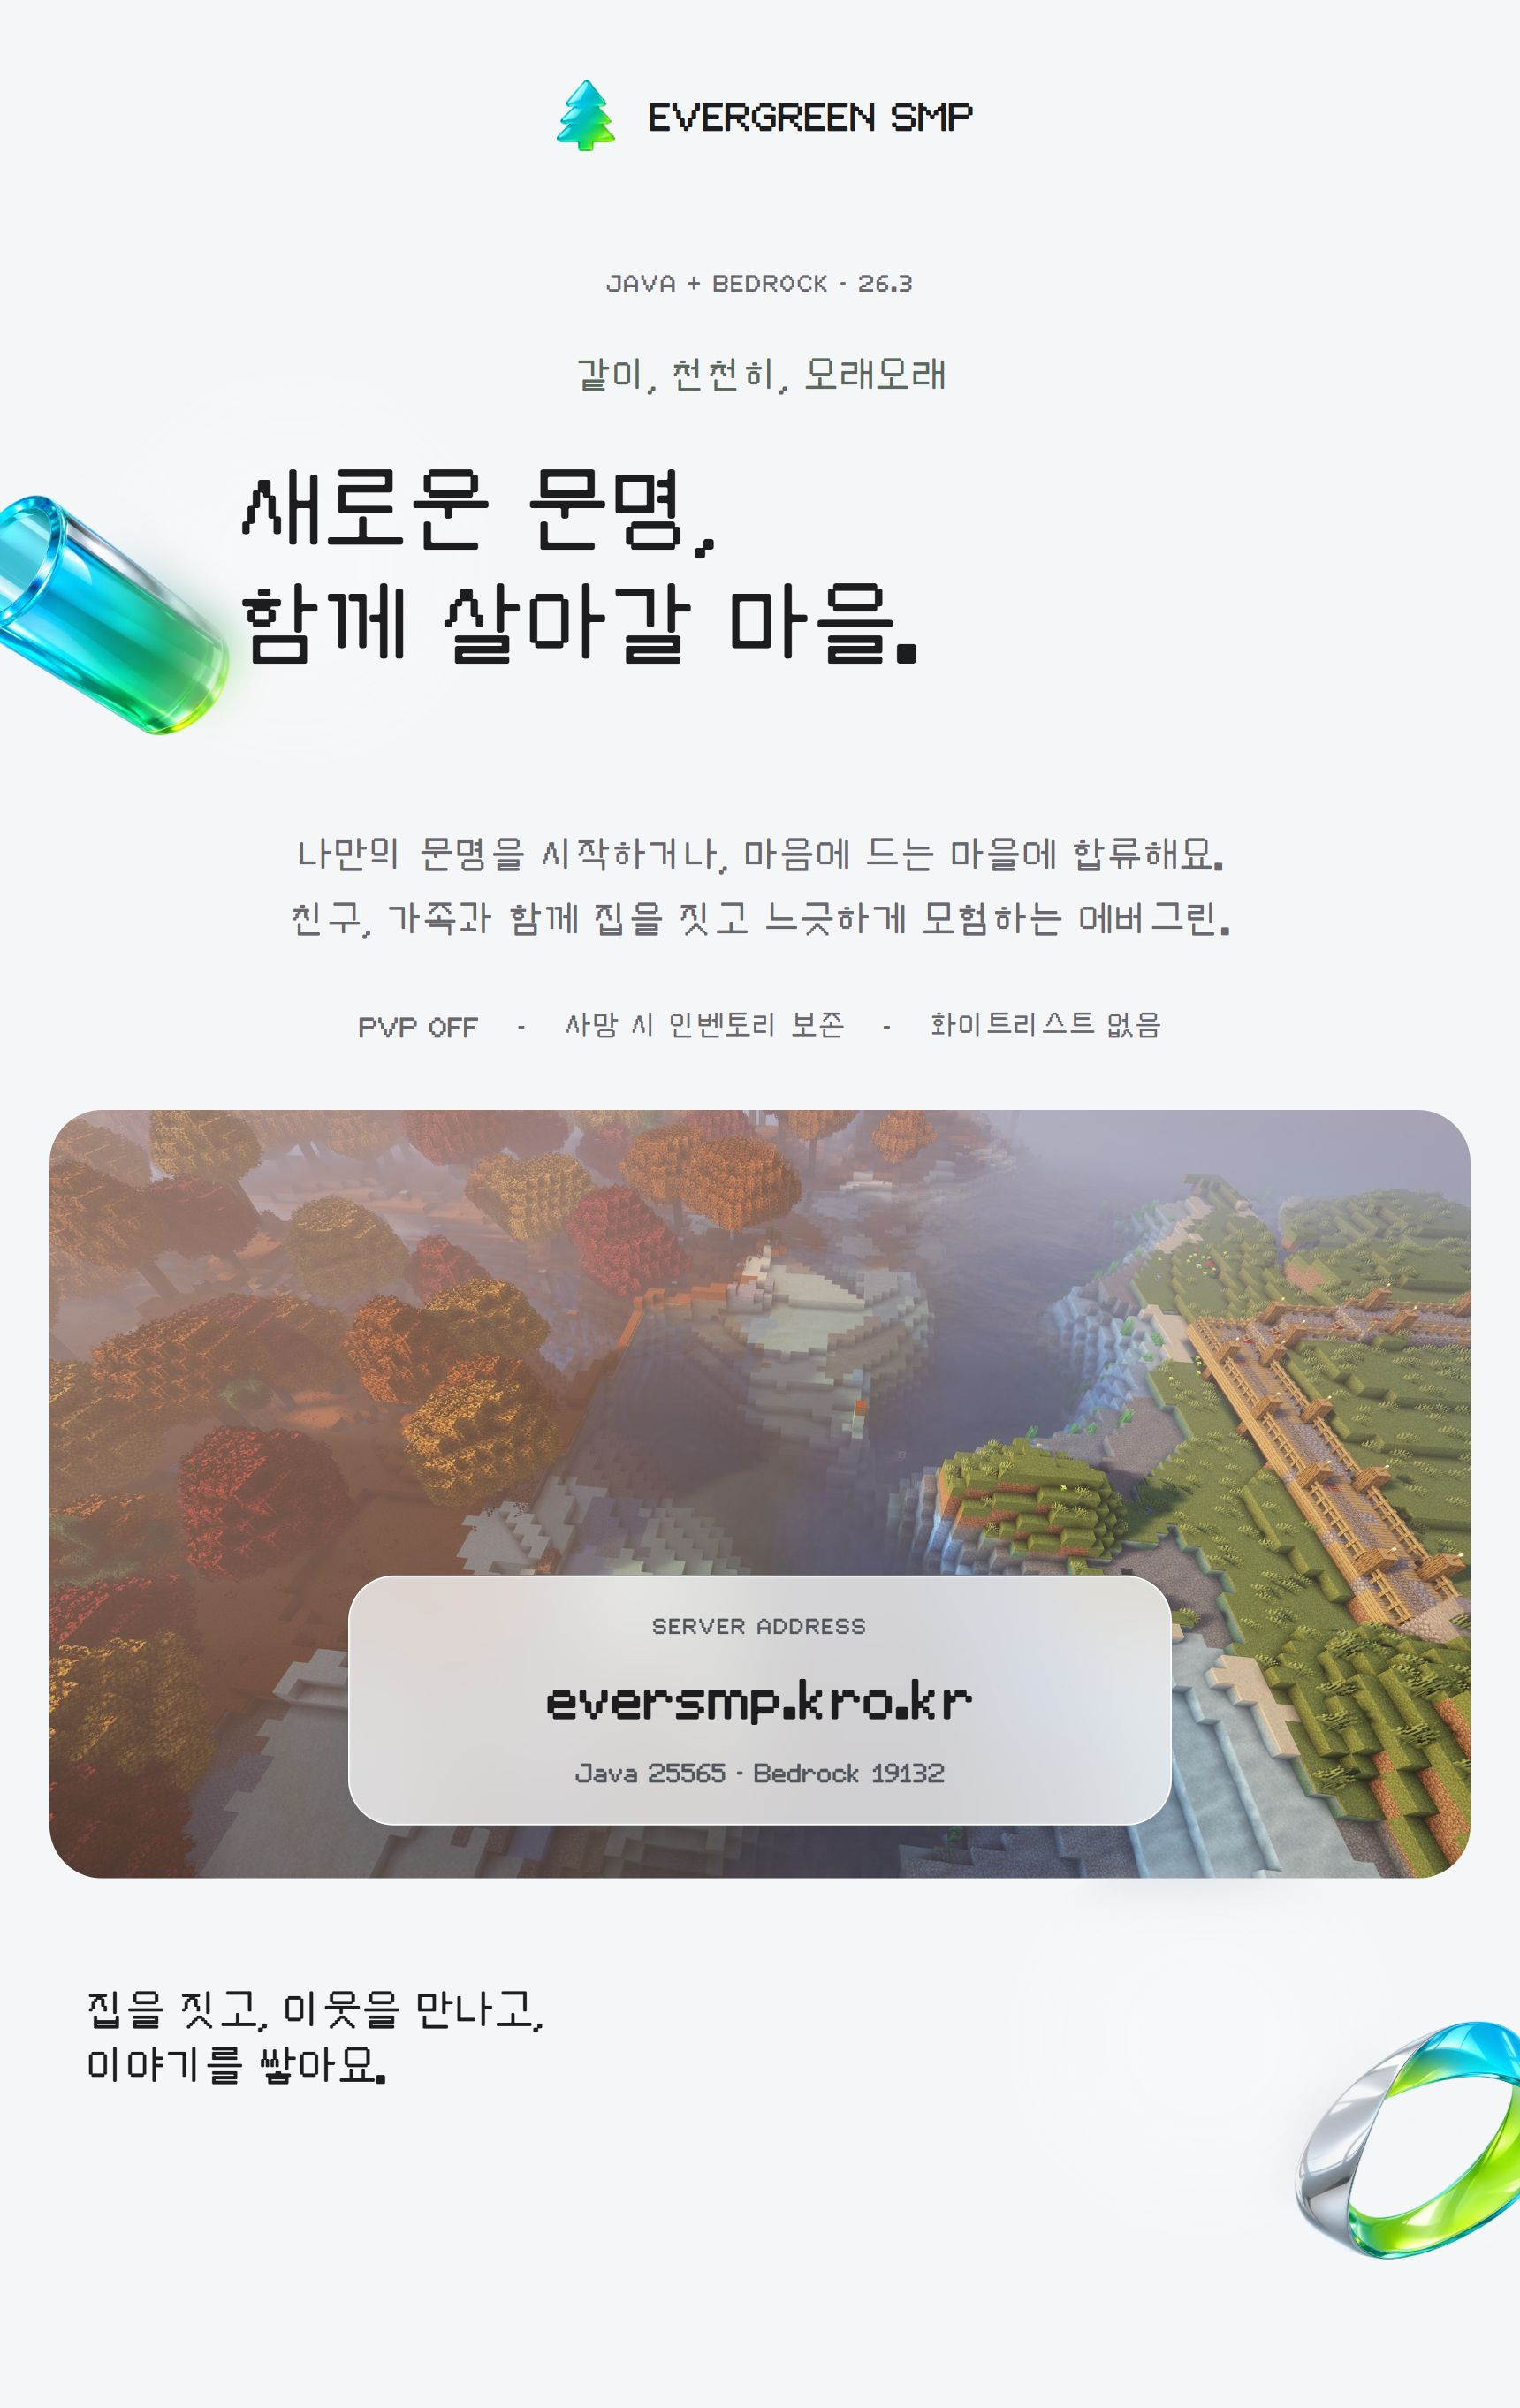 EVERGREEN SMP
JAVA + BEDROCK · 26.3
같이, 천천히, 오래오래
새로운 문명,
함께 살아갈 마을.
나만의 문명을 시작하거나, 마음에 드는 마을에 합류해요.
친구, 가족과 함께 집을 짓고 느긋하게 모험하는 에버그린.
PVP OFF · 사망 시 인벤토리 보존 · 화이트리스트 없음
SERVER ADDRESS
eversmp.kro.kr
Java 25565 · Bedrock 19132
집을 짓고, 이웃을 만나고,
이야기를 쌓아요.